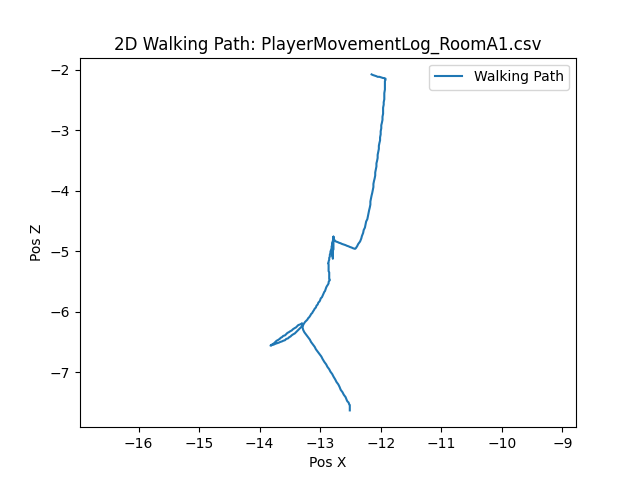 2D Walking Path: PlayerMovementLog_RoomA1.csv
Walking Path
−2
−3
−4
−5
−6
−7
Pos Z
−16 −15 −14 −13 −12 −11 −10 −9
Pos X